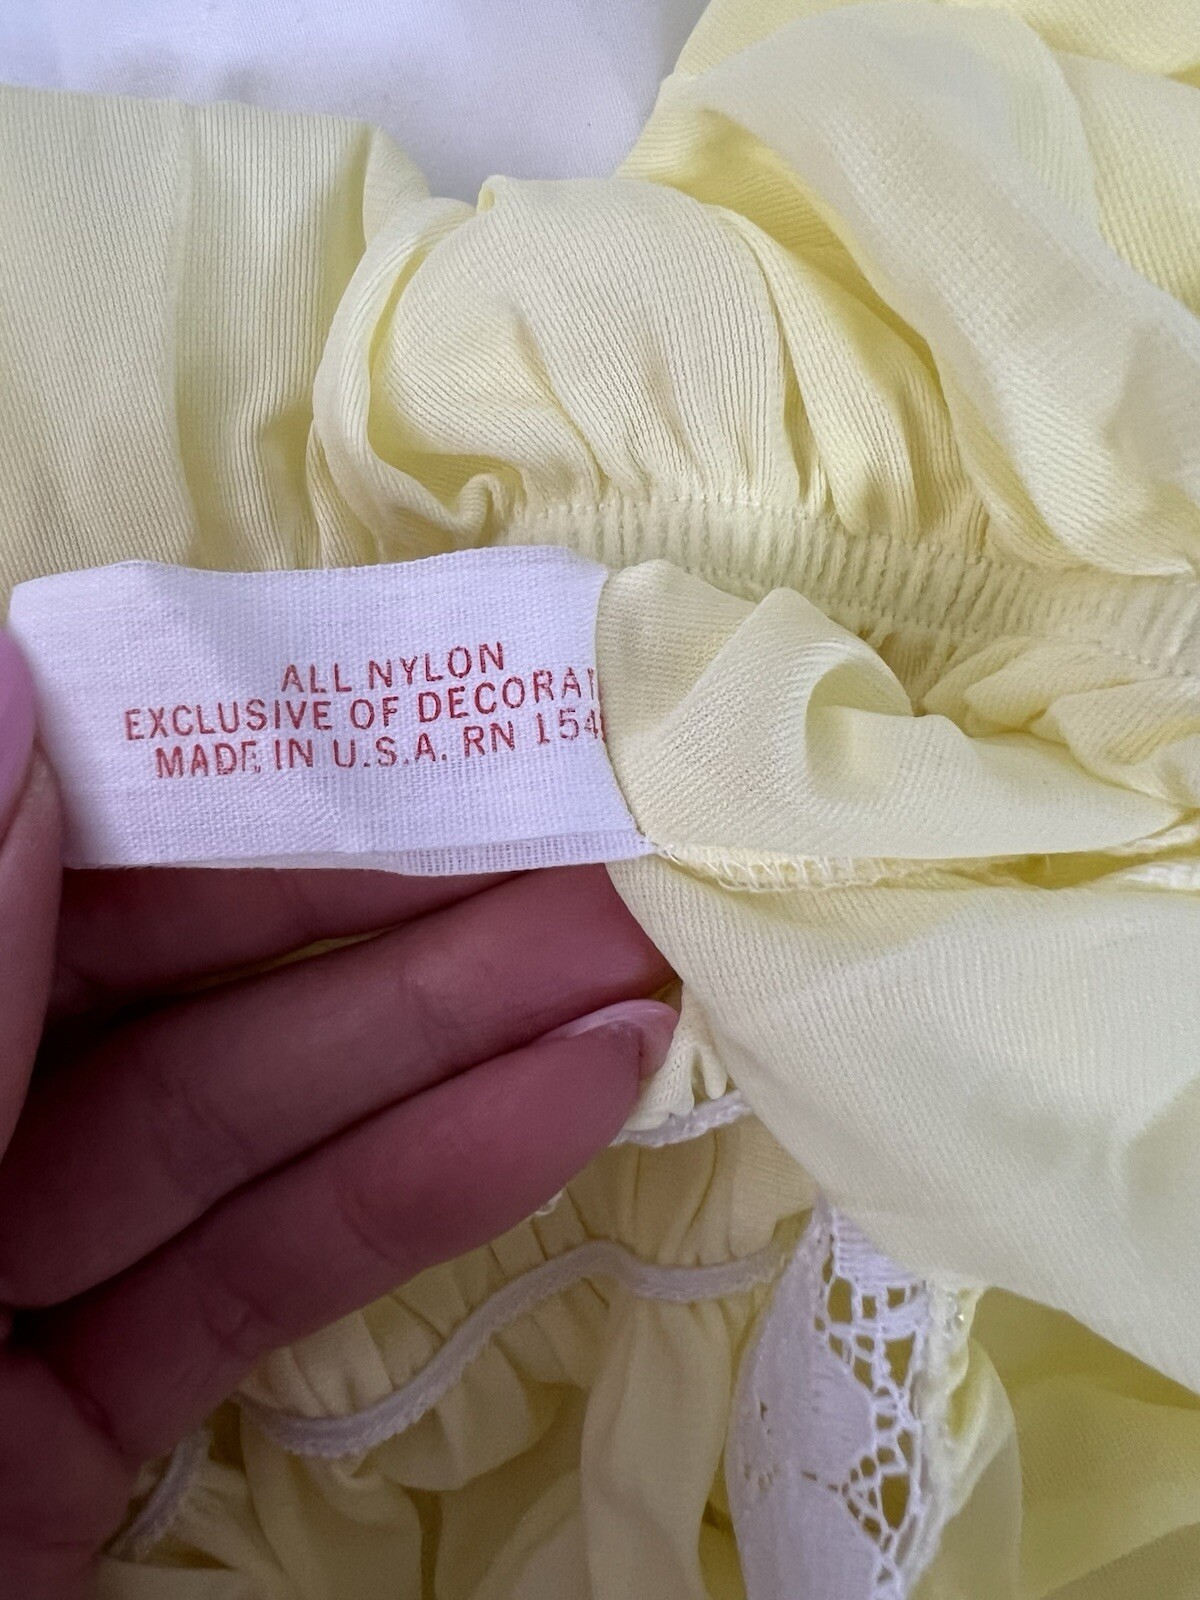 ALL NYLON
EXCLUSIVE OF DECORAT
MADE IN U.S.A. RN 154